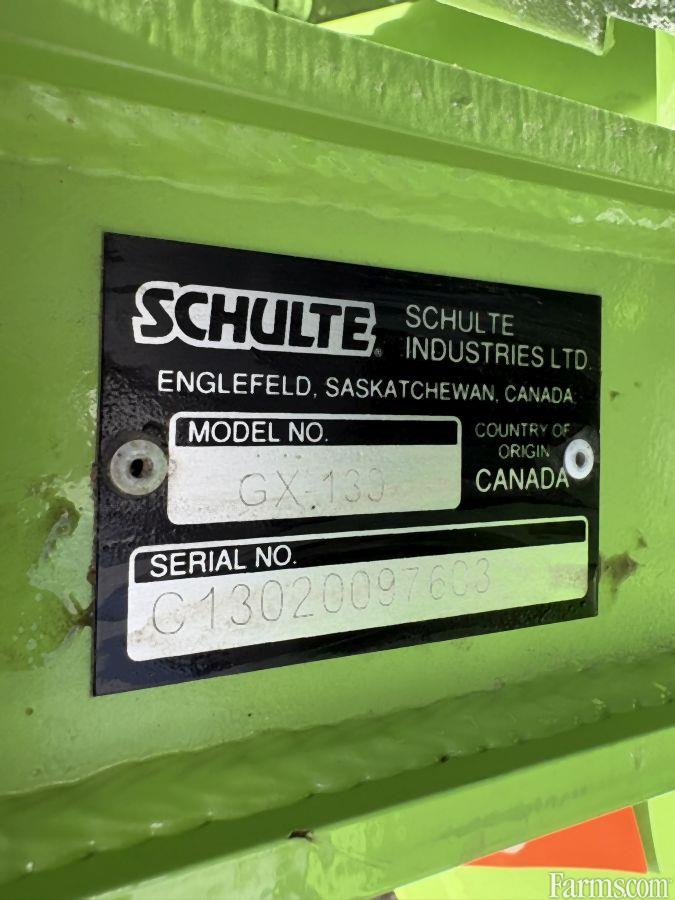 SCHULTE®
SCHULTE
INDUSTRIES LTD.
ENGLEFELD, SASKATCHEWAN, CANADA
MODEL NO.
GX-130
COUNTRY OF
ORIGIN
CANADA
SERIAL NO.
C13020097603
Farms.com